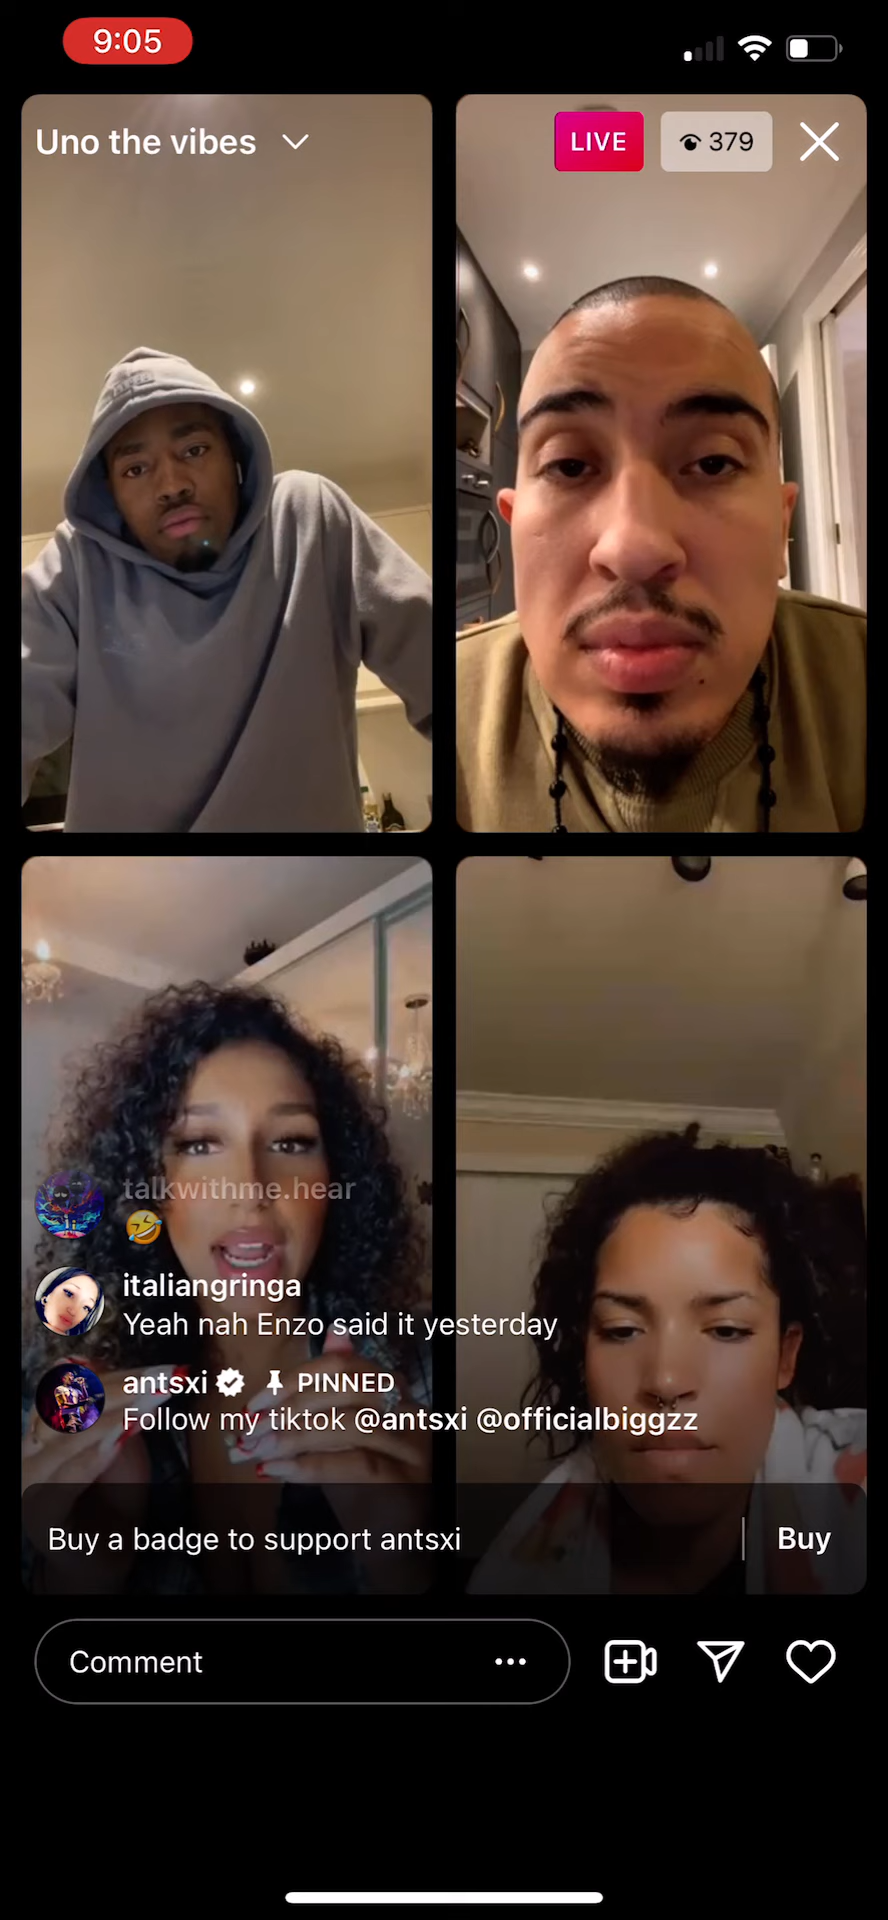 9:05
Uno the vibes
LIVE
379
talkwithme.hear
🤣
italiangringa
Yeah nah Enzo said it yesterday
antsxi PINNED
Follow my tiktok @antsxi @officialbiggzz
Buy a badge to support antsxi
Buy
Comment